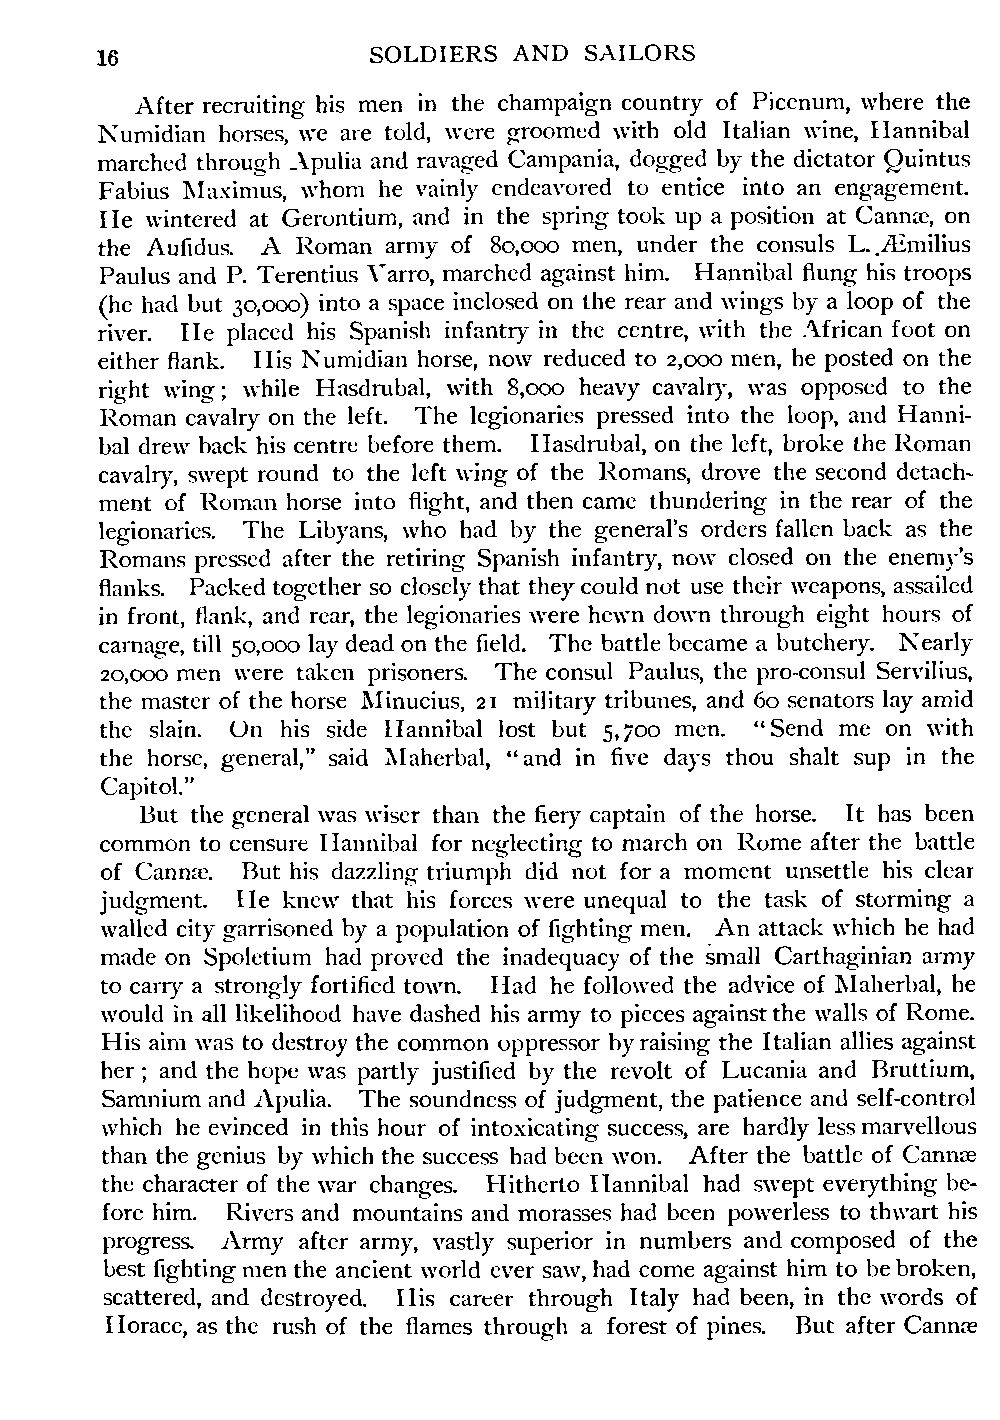 16 SOLDIERS AND SAILORS
After recruiting his men in the champaign country of Picenum, where the
Numidian horses, we are told, were groomed with old Italian wine, Hannibal
marched through Apulia and ravaged Campania, dogged by the dictator Quintus
Fabius Maximus, whom he vainly endeavored to entice into an engagement.
He wintered at Gerontium, and in the spring took up a position at Cannæ, on
the Aufidus. A Roman army of 80,000 men, under the consuls L. Æmilius
Paulus and P. Terentius Varro, marched against him. Hannibal flung his troops
(he had but 30,000) into a space inclosed on the rear and wings by a loop of the
river. He placed his Spanish infantry in the centre, with the African foot on
either flank. His Numidian horse, now reduced to 2,000 men, he posted on the
right wing; while Hasdrubal, with 8,000 heavy cavalry, was opposed to the
Roman cavalry on the left. The legionaries pressed into the loop, and Hanni-
bal drew back his centre before them. Hasdrubal, on the left, broke the Roman
cavalry, swept round to the left wing of the Romans, drove the second detach-
ment of Roman horse into flight, and then came thundering in the rear of the
legionaries. The Libyans, who had by the general's orders fallen back as the
Romans pressed after the retiring Spanish infantry, now closed on the enemy's
flanks. Packed together so closely that they could not use their weapons, assailed
in front, flank, and rear, the legionaries were hewn down through eight hours of
carnage, till 50,000 lay dead on the field. The battle became a butchery. Nearly
20,000 men were taken prisoners. The consul Paulus, the pro-consul Servilius,
the master of the horse Minucius, 21 military tribunes, and 60 senators lay amid
the slain. On his side Hannibal lost but 5,700 men. "Send me on with
the horse, general," said Maherbal, "and in five days thou shalt sup in the
Capitol."
But the general was wiser than the fiery captain of the horse. It has been
common to censure Hannibal for neglecting to march on Rome after the battle
of Cannæ. But his dazzling triumph did not for a moment unsettle his clear
judgment. He knew that his forces were unequal to the task of storming a
walled city garrisoned by a population of fighting men. An attack which he had
made on Spoletium had proved the inadequacy of the small Carthaginian army
to carry a strongly fortified town. Had he followed the advice of Maherbal, he
would in all likelihood have dashed his army to pieces against the walls of Rome.
His aim was to destroy the common oppressor by raising the Italian allies against
her; and the hope was partly justified by the revolt of Lucania and Bruttium,
Samnium and Apulia. The soundness of judgment, the patience and self-control
which he evinced in this hour of intoxicating success, are hardly less marvellous
than the genius by which the success had been won. After the battle of Cannæ
the character of the war changes. Hitherto Hannibal had swept everything be-
fore him. Rivers and mountains and morasses had been powerless to thwart his
progress. Army after army, vastly superior in numbers and composed of the
best fighting men the ancient world ever saw, had come against him to be broken,
scattered, and destroyed. His career through Italy had been, in the words of
Horace, as the rush of the flames through a forest of pines. But after Cannæ